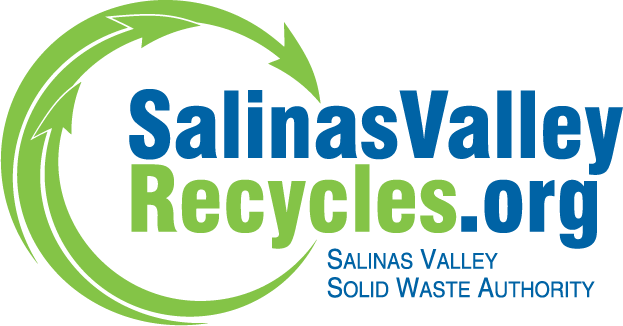 SalinasValley
Recycles.org
SALINAS VALLEY
SOLID WASTE AUTHORITY